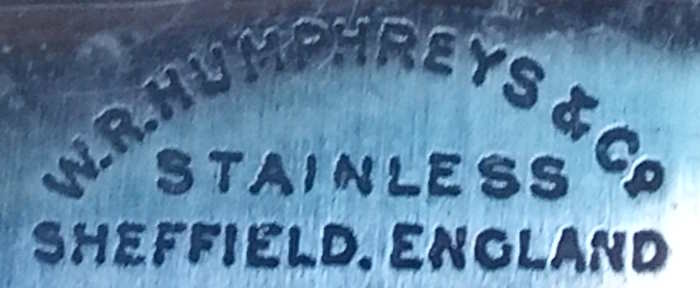 W.R.HUMPHREYS & Co
STAINLESS
SHEFFIELD. ENGLAND